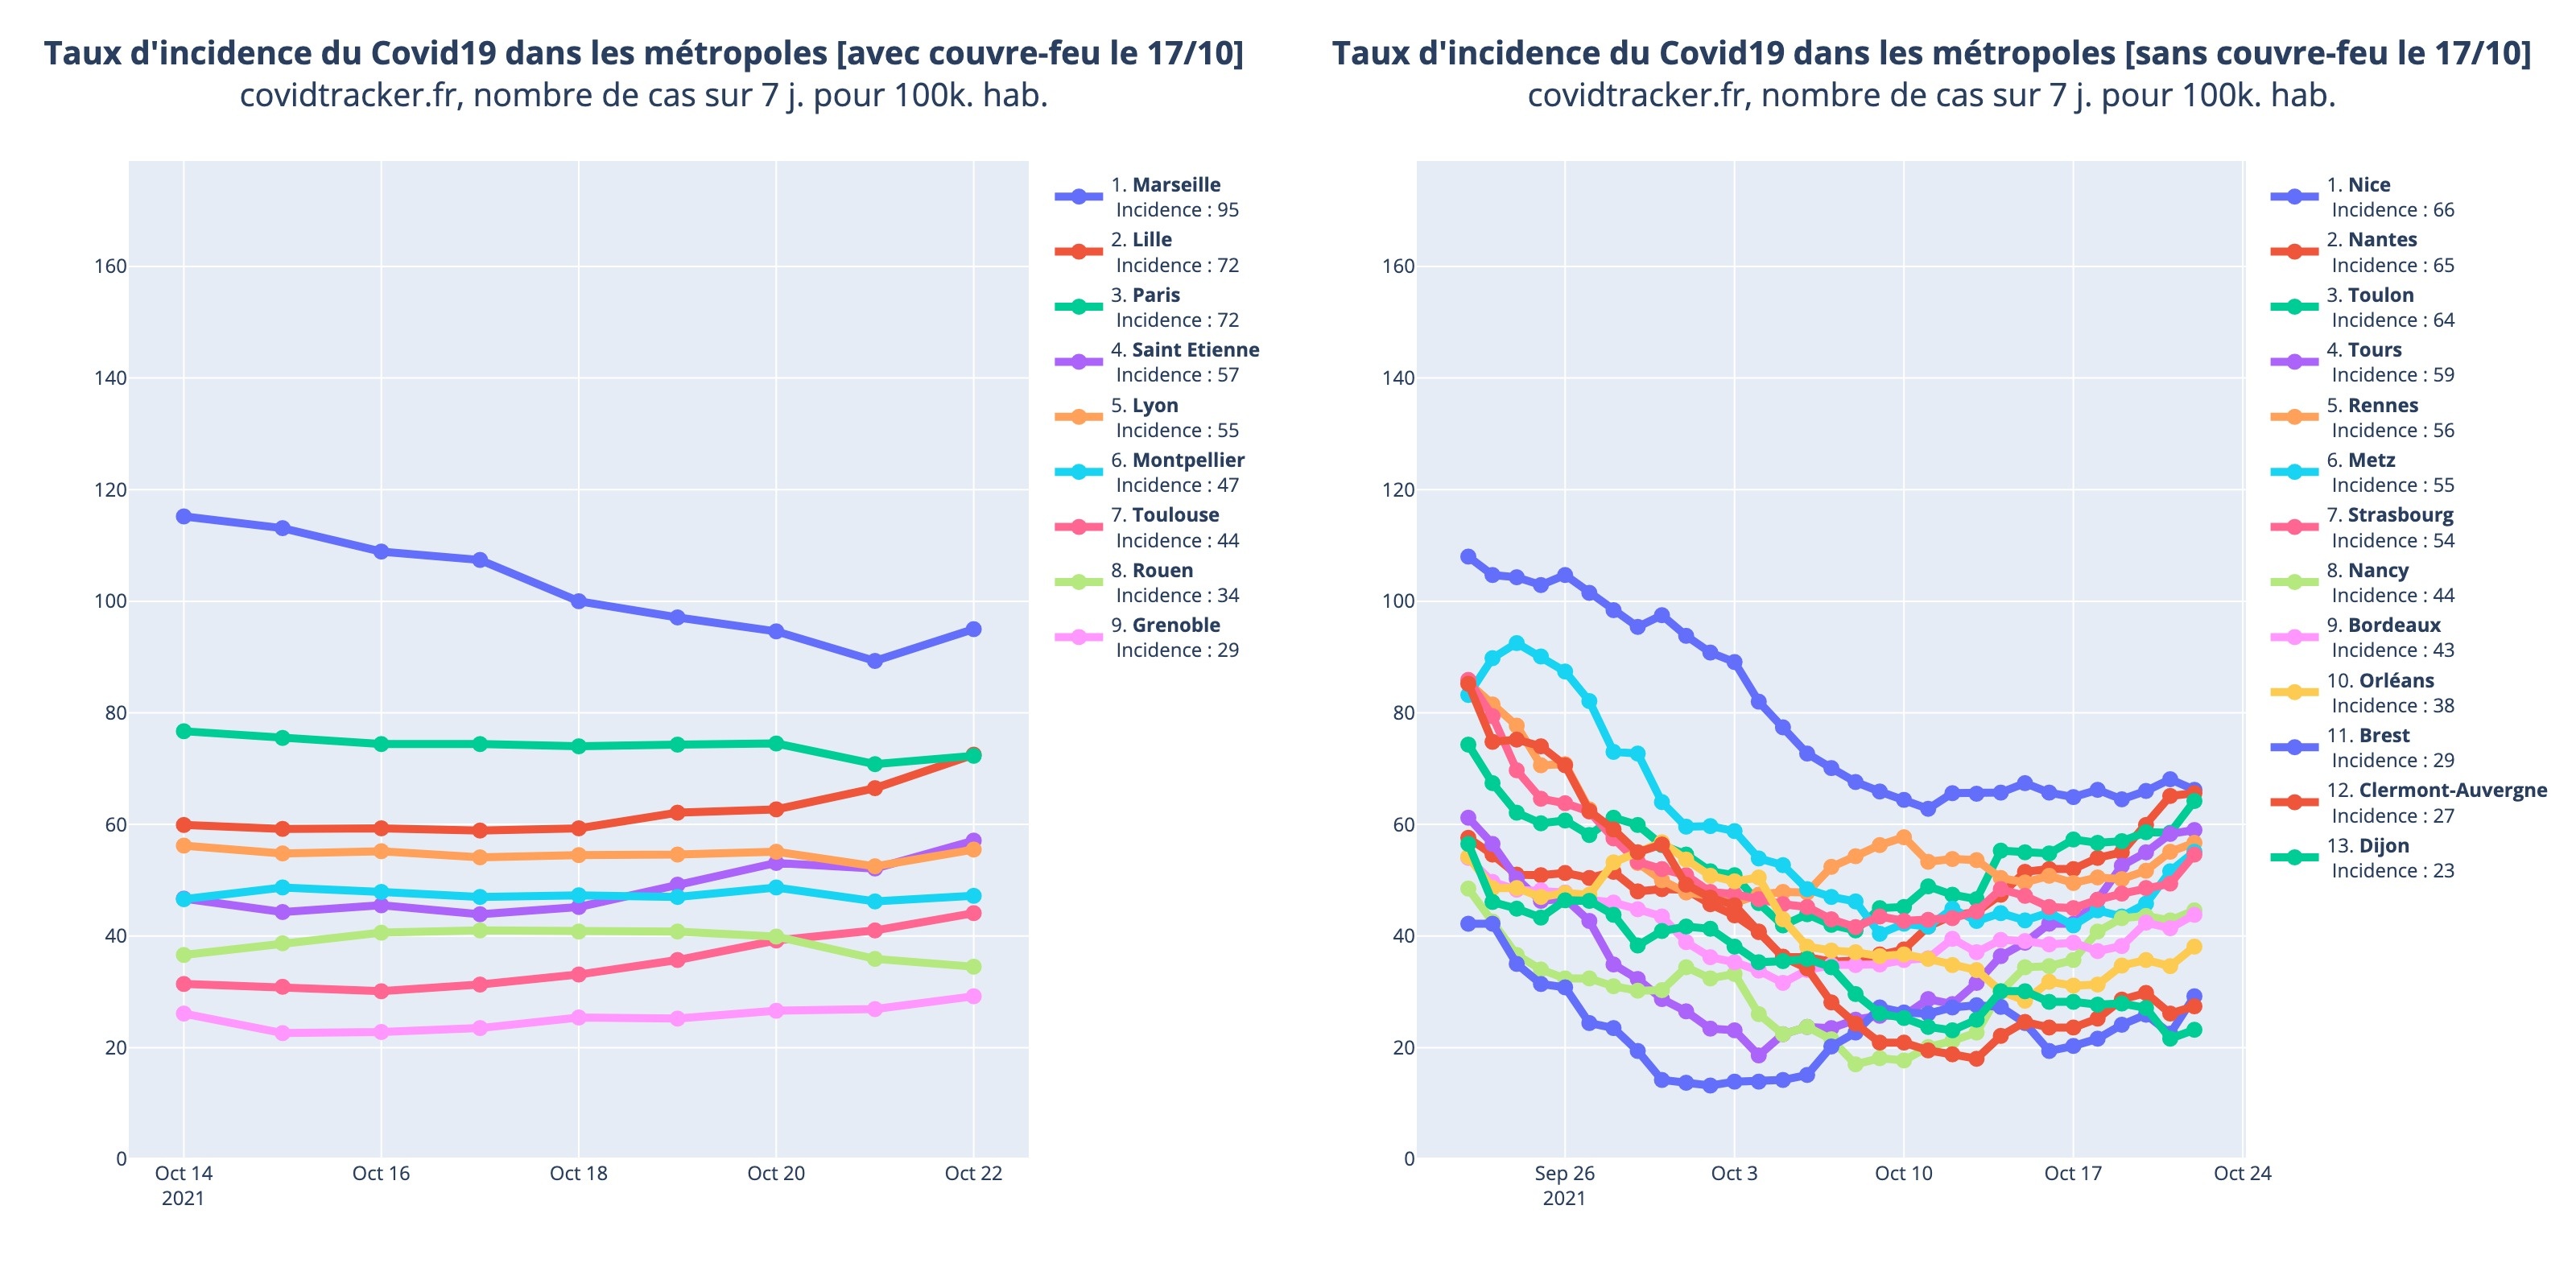 Taux d'incidence du Covid19 dans les métropoles [avec couvre-feu le 17/10]
covidtracker.fr, nombre de cas sur 7 j. pour 100k. hab.
160
140
120
100
80
60
40
20
0
Oct 14
2021
Oct 16
Oct 18
Oct 20
Oct 22
1. Marseille
Incidence : 95
2. Lille
Incidence : 72
3. Paris
Incidence : 72
4. Saint Etienne
Incidence : 57
5. Lyon
Incidence : 55
6. Montpellier
Incidence : 47
7. Toulouse
Incidence : 44
8. Rouen
Incidence : 34
9. Grenoble
Incidence : 29
Taux d'incidence du Covid19 dans les métropoles [sans couvre-feu le 17/10]
covidtracker.fr, nombre de cas sur 7 j. pour 100k. hab.
160
140
120
100
80
60
40
20
0
Sep 26
2021
Oct 3
Oct 10
Oct 17
Oct 24
1. Nice
Incidence : 66
2. Nantes
Incidence : 65
3. Toulon
Incidence : 64
4. Tours
Incidence : 59
5. Rennes
Incidence : 56
6. Metz
Incidence : 55
7. Strasbourg
Incidence : 54
8. Nancy
Incidence : 44
9. Bordeaux
Incidence : 43
10. Orléans
Incidence : 38
11. Brest
Incidence : 29
12. Clermont-Auvergne
Incidence : 27
13. Dijon
Incidence : 23